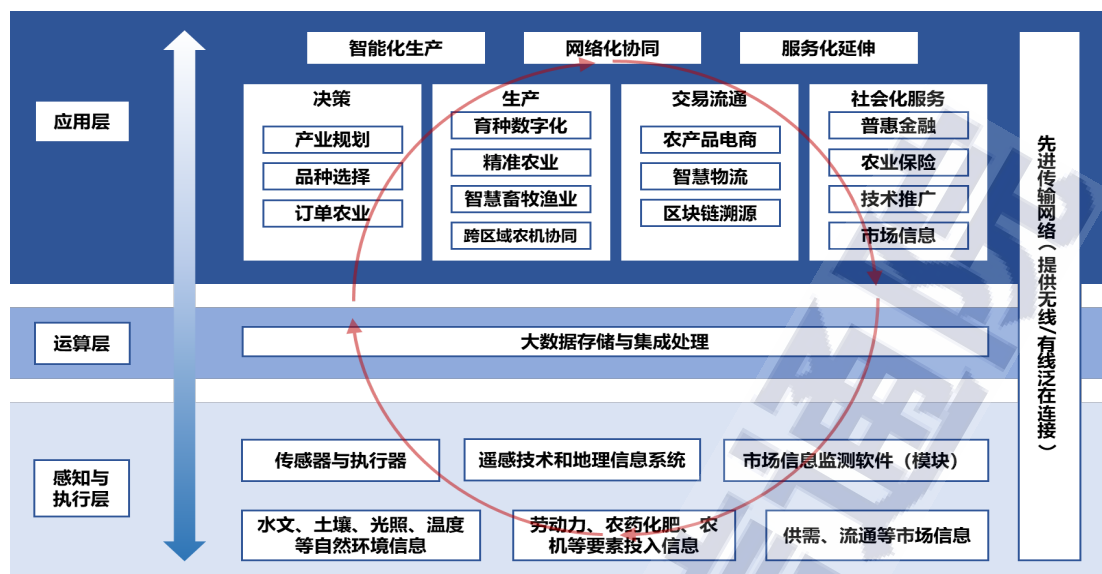 智能化生产
网络化协同
服务化延伸
应用层
决策
产业规划
品种选择
订单农业
生产
育种数字化
精准农业
智慧畜牧渔业
跨区域农机协同
交易流通
农产品电商
智慧物流
区块链溯源
社会化服务
普惠金融
农业保险
技术推广
市场信息
先进传输网络（提供无线/有线泛在连接）
运算层
大数据存储与集成处理
感知与
执行层
传感器与执行器
遥感技术和地理信息系统
市场信息监测软件（模块）
水文、土壤、光照、温度
等自然环境信息
劳动力、农药化肥、农
机等要素投入信息
供需、流通等市场信息